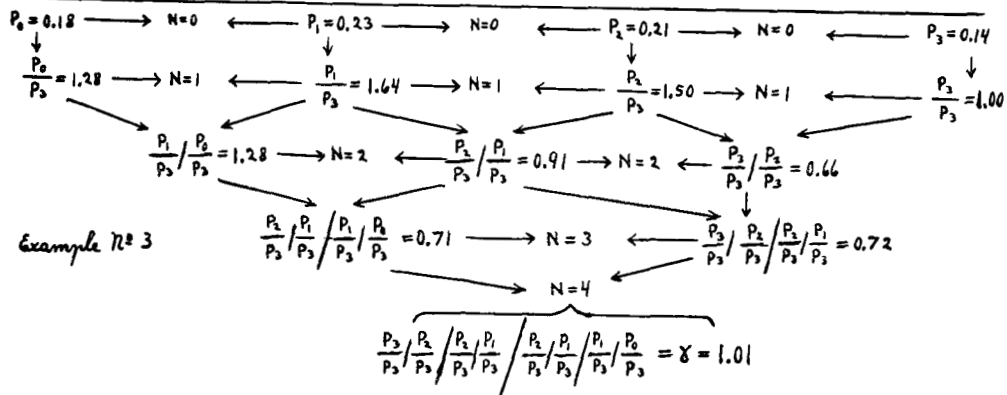 P₀=0.18 → N=0 ← P₁=0.23 → N=0 ← P₂=0.21 → N=0 ← P₃=0.14
P₀/P₃=1.28 → N=1 ← P₁/P₃=1.64 → N=1 ← P₂/P₃=1.50 → N=1 ← P₃/P₃=1.00
P₁/P₃/P₀/P₃=1.28 → N=2 ← P₂/P₃/P₁/P₃=0.91 → N=2 ← P₃/P₃/P₂/P₃=0.66
Example Nº 3 P₂/P₃/P₁/P₃/P₁/P₃/P₀/P₃=0.71 → N=3 ← P₃/P₃/P₂/P₃/P₂/P₃/P₁/P₃=0.72
N=4
P₃/P₃/P₂/P₃/P₂/P₃/P₁/P₃/P₂/P₃/P₁/P₃/P₁/P₃/P₀/P₃=γ=1.01